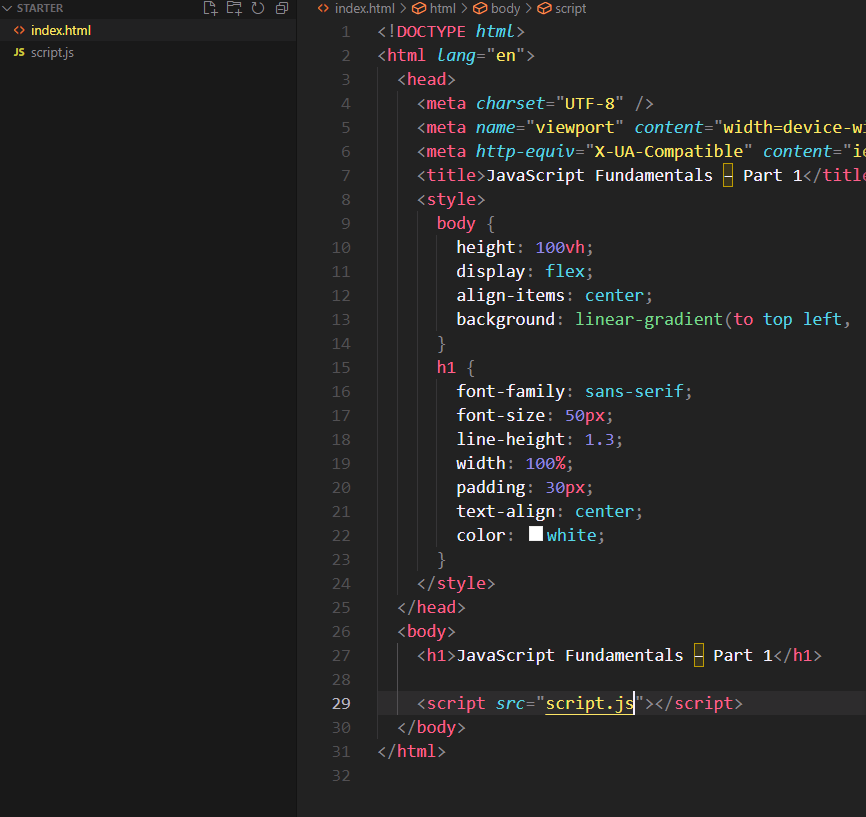 STARTER
index.html
JS script.js
index.html > html > body > script
1 <!DOCTYPE html>
2 <html lang="en">
3 <head>
4 <meta charset="UTF-8" />
5 <meta name="viewport" content="width=device-wi
6 <meta http-equiv="X-UA-Compatible" content="ie
7 <title>JavaScript Fundamentals – Part 1</title
8 <style>
9 body {
10 height: 100vh;
11 display: flex;
12 align-items: center;
13 background: linear-gradient(to top left,
14 }
15 h1 {
16 font-family: sans-serif;
17 font-size: 50px;
18 line-height: 1.3;
19 width: 100%;
20 padding: 30px;
21 text-align: center;
22 color: white;
23 }
24 </style>
25 </head>
26 <body>
27 <h1>JavaScript Fundamentals – Part 1</h1>
28
29 <script src="script.js"></script>
30 </body>
31 </html>
32